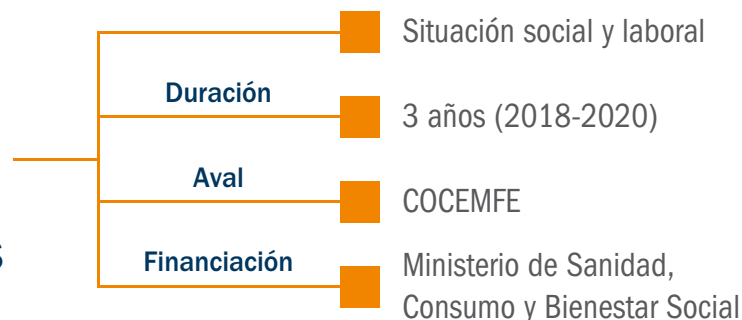 Situación social y laboral
Duración
3 años (2018-2020)
Aval
COCEMFE
Financiación
Ministerio de Sanidad,
Consumo y Bienestar Social